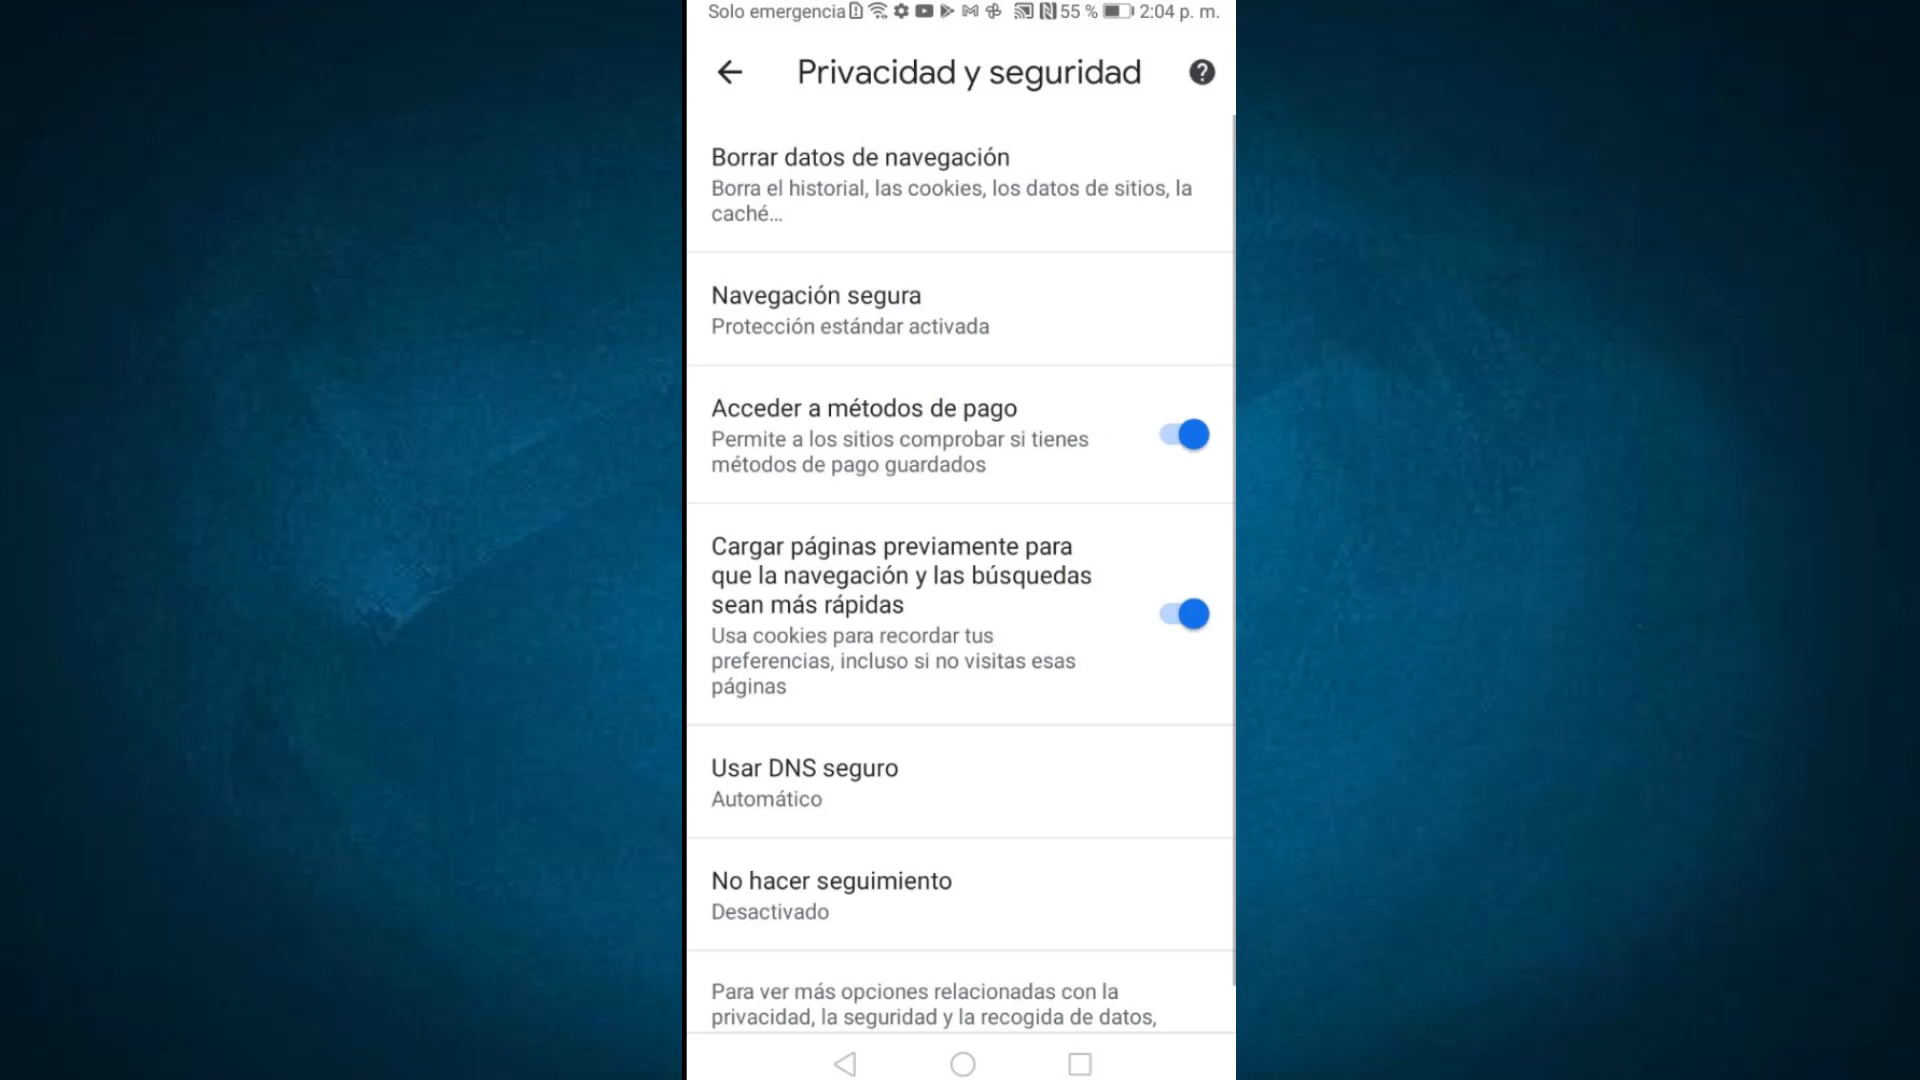 Solo emergencia 55 % 2:04 p. m.
Privacidad y seguridad
Borrar datos de navegación
Borra el historial, las cookies, los datos de sitios, la
caché...
Navegación segura
Protección estándar activada
Acceder a métodos de pago
Permite a los sitios comprobar si tienes
métodos de pago guardados
Cargar páginas previamente para
que la navegación y las búsquedas
sean más rápidas
Usa cookies para recordar tus
preferencias, incluso si no visitas esas
páginas
Usar DNS seguro
Automático
No hacer seguimiento
Desactivado
Para ver más opciones relacionadas con la
privacidad, la seguridad y la recogida de datos,